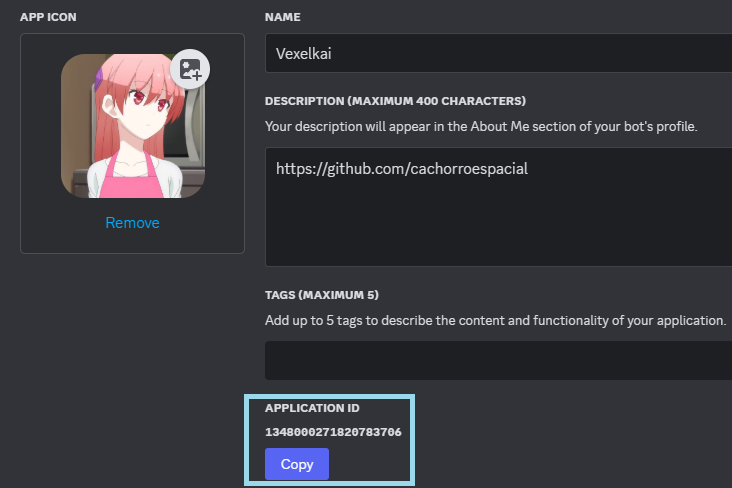 APP ICON
Remove
NAME
Vexelkai
DESCRIPTION (MAXIMUM 400 CHARACTERS)
Your description will appear in the About Me section of your bot's profile.
https://github.com/cachorroespacial
TAGS (MAXIMUM 5)
Add up to 5 tags to describe the content and functionality of your application.
APPLICATION ID
1348000271820783706
Copy